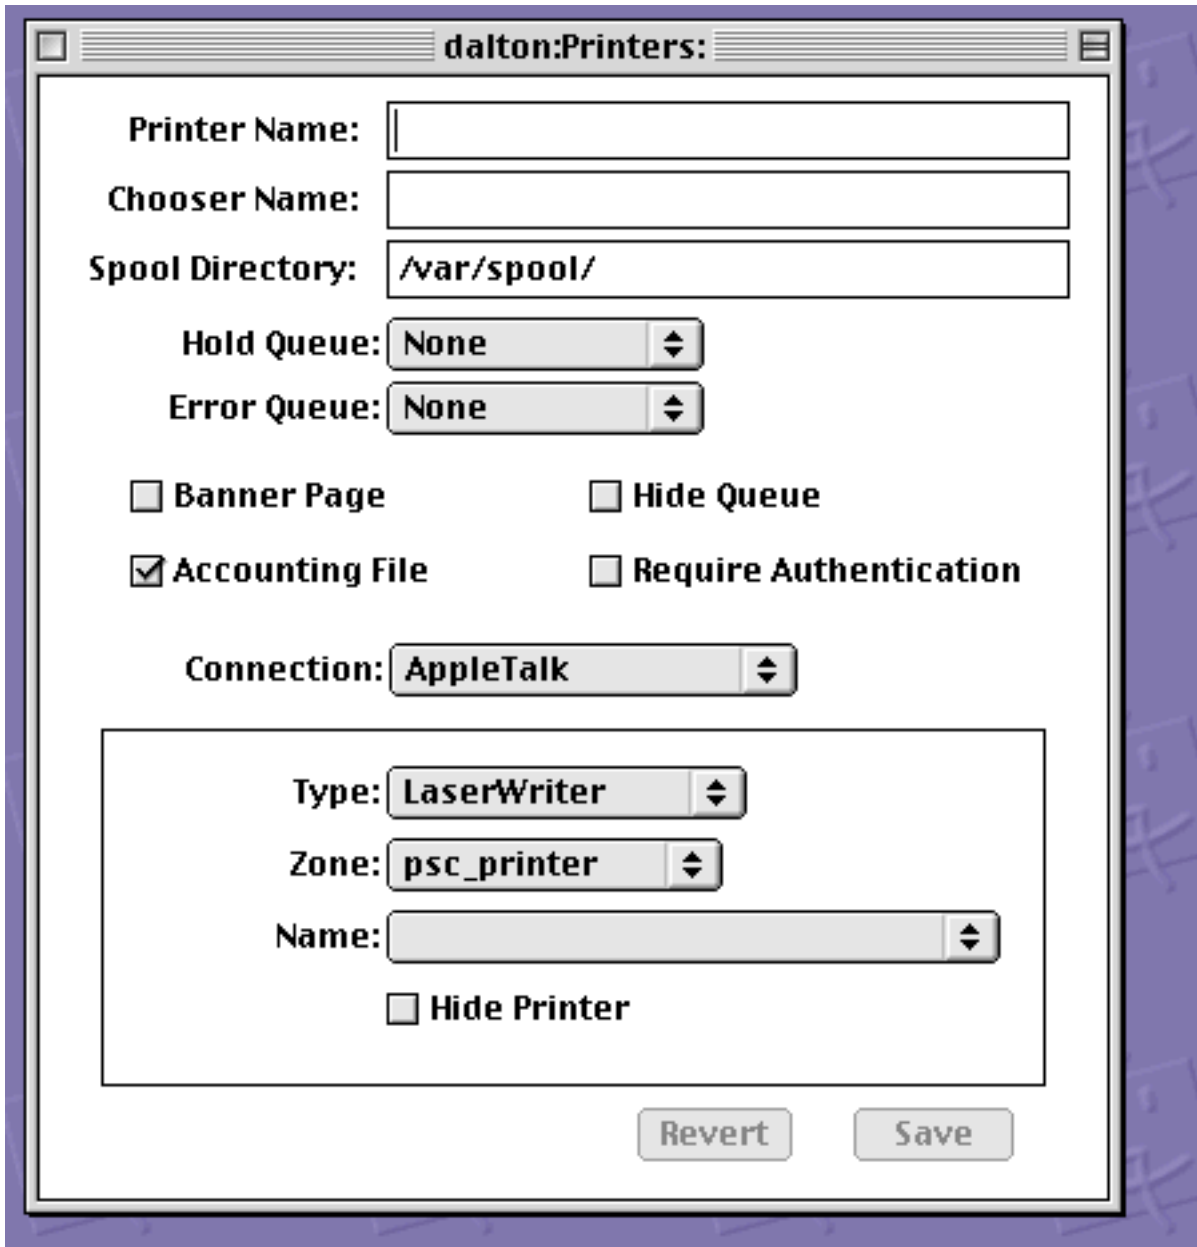 dalton:Printers:
Printer Name:
Chooser Name:
Spool Directory: /var/spool/
Hold Queue: None
Error Queue: None
Banner Page Hide Queue
Accounting File Require Authentication
Connection: AppleTalk
Type: LaserWriter
Zone: psc_printer
Name:
Hide Printer
Revert Save